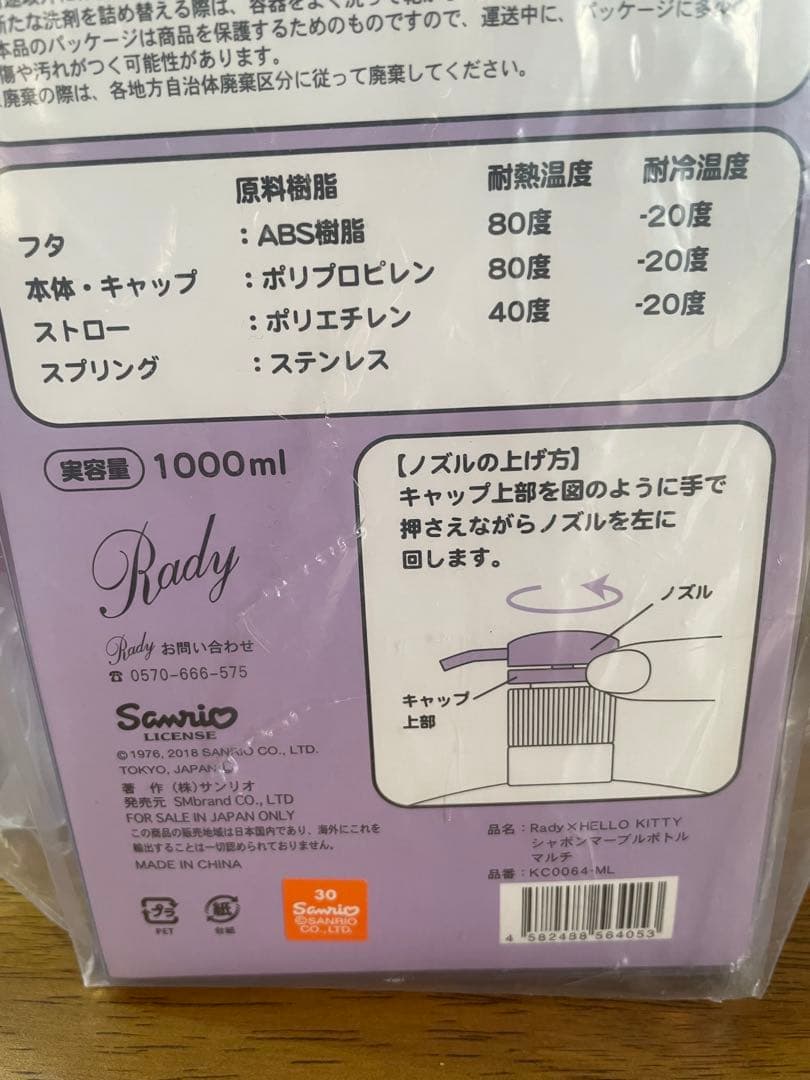 新たな洗剤を詰め替える際は、容器をよく洗って
本品のパッケージは商品を保護するためのものですので、運送中に、パッケージに多少の
傷や汚れがつく可能性があります。
廃棄の際は、各地方自治体廃棄区分に従って廃棄してください。
原料樹脂 耐熱温度 耐冷温度
フタ :ABS樹脂 80度 -20度
本体・キャップ :ポリプロピレン 80度 -20度
ストロー :ポリエチレン 40度 -20度
スプリング :ステンレス
実容量 1000ml
Rady
Rady お問い合わせ
☎ 0570-666-575
Sanrio
LICENSE
©1976, 2018 SANRIO CO., LTD.
TOKYO, JAPAN
著 作 (株)サンリオ
発売元 SMbrand CO., LTD
FOR SALE IN JAPAN ONLY
この商品の販売地域は日本国内であり、海外にこれを
輸出することは一切認められておりません。
MADE IN CHINA
プラ
PET
紙
台紙
30
Sanrio
©SANRIO
CO., LTD.
【ノズルの上げ方】
キャップ上部を図のように手で
押さえながらノズルを左に
回します。
ノズル
キャップ
上部
品名:Rady×HELLO KITTY
シャボンマーブルボトル
マルチ
品番:KC0064-ML
4 582488 564053